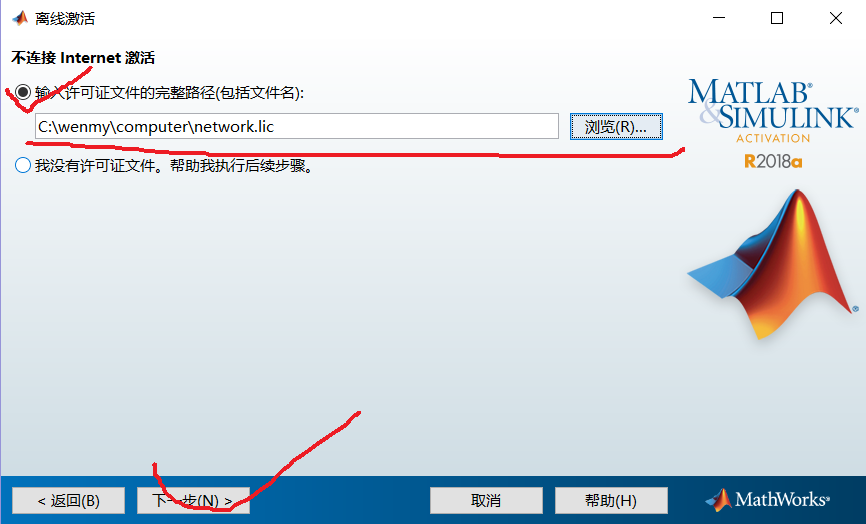 离线激活
不连接 Internet 激活
输入许可证文件的完整路径(包括文件名):
C:\wenmy\computer\network.lic
浏览(R)...
我没有许可证文件。帮助我执行后续步骤。
MATLAB®
&SIMULINK®
ACTIVATION
R2018a
®
< 返回(B)
下一步(N) >
取消
帮助(H)
MathWorks®